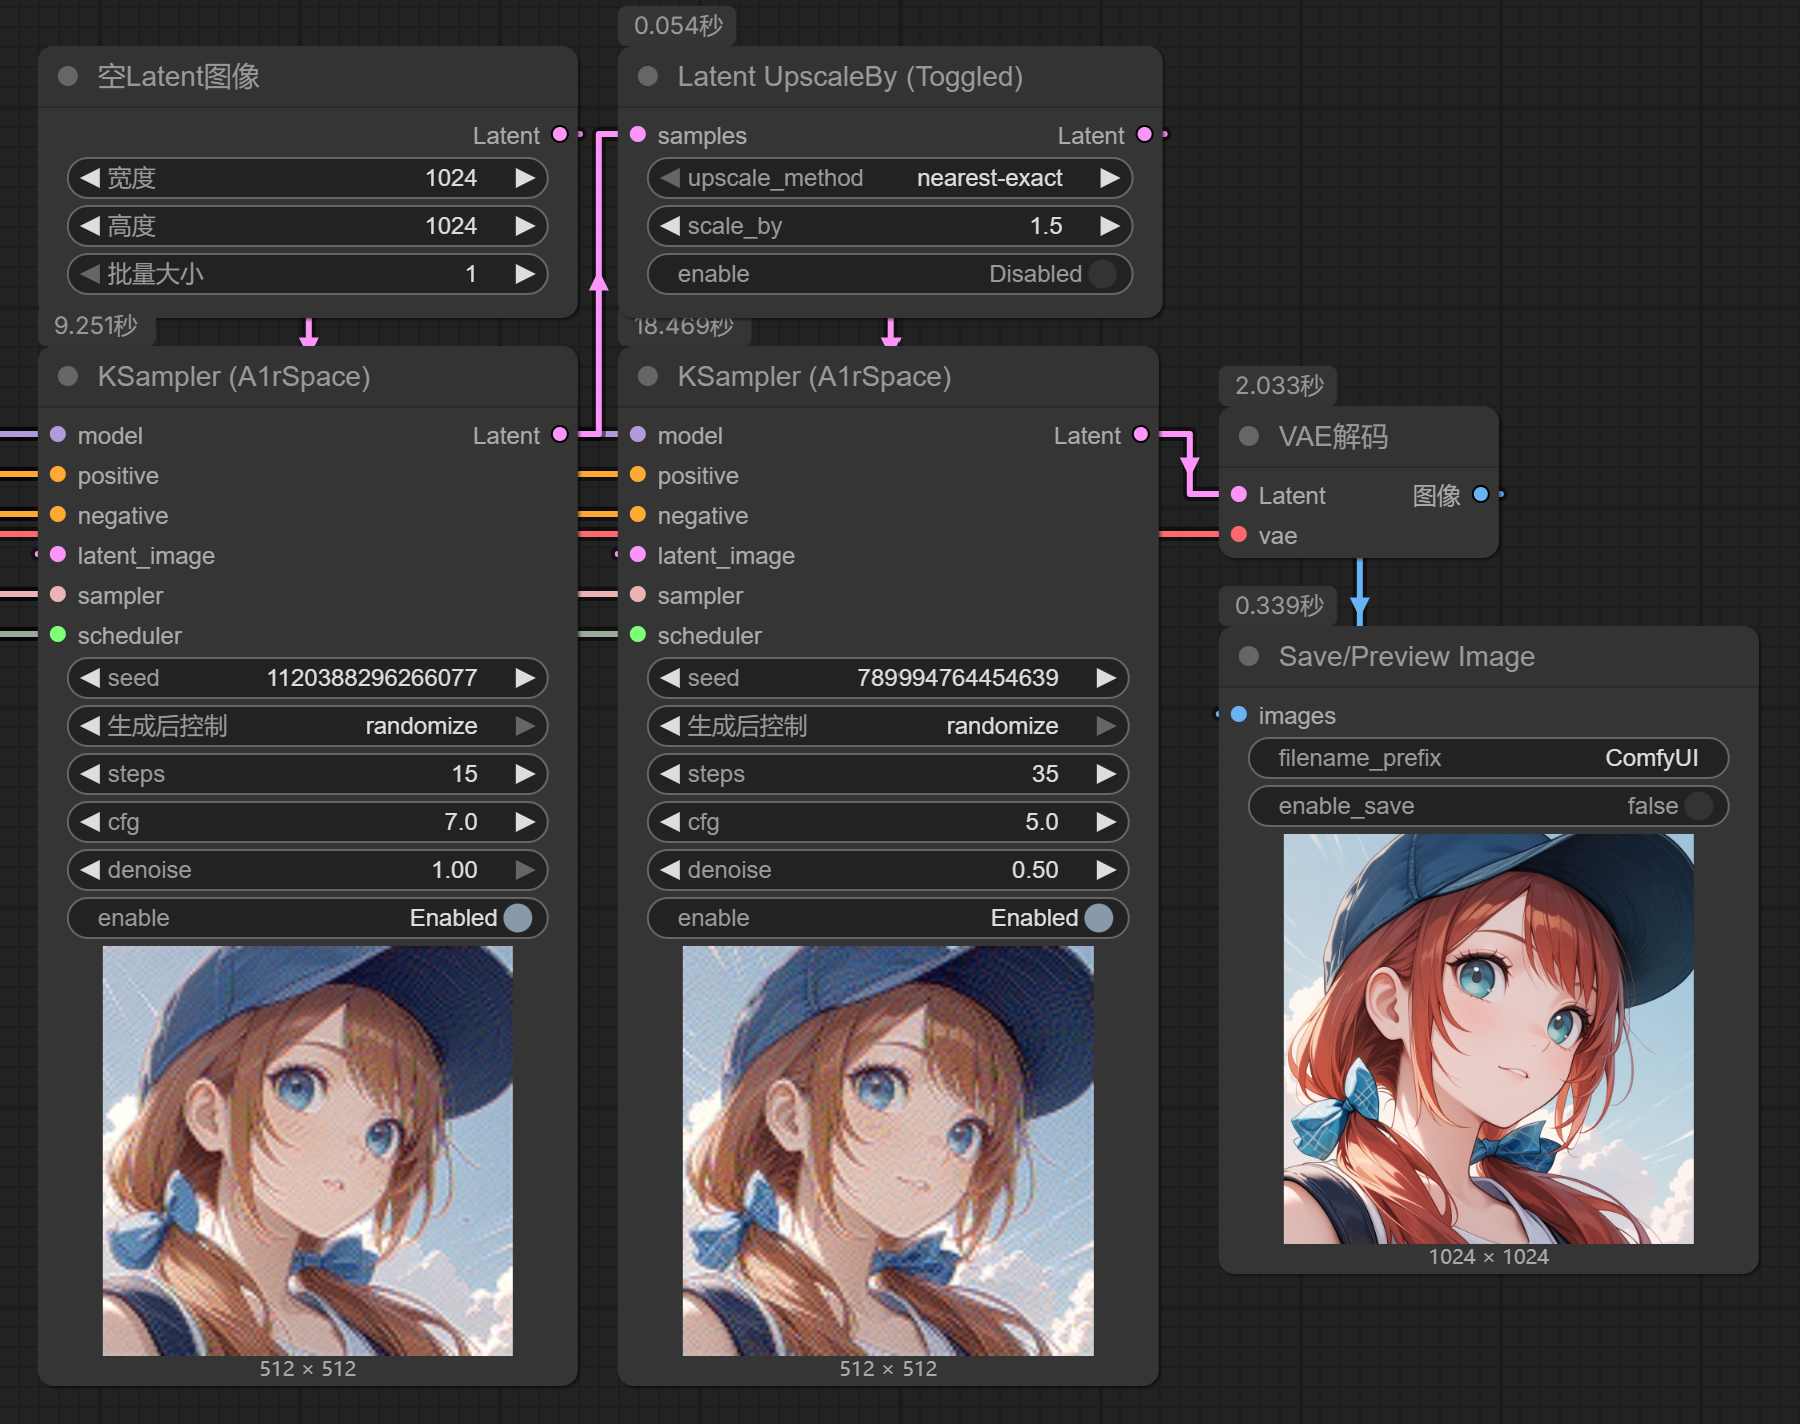 空Latent图像
Latent
宽度 1024
高度 1024
批量大小 1
0.054秒
Latent UpscaleBy (Toggled)
samples Latent
upscale_method nearest-exact
scale_by 1.5
enable Disabled
9.251秒
KSampler (A1rSpace)
model Latent
positive
negative
latent_image
sampler
scheduler
seed 1120388296266077
生成后控制 randomize
steps 15
cfg 7.0
denoise 1.00
enable Enabled
512 × 512
18.469秒
KSampler (A1rSpace)
model Latent
positive
negative
latent_image
sampler
scheduler
seed 789994764454639
生成后控制 randomize
steps 35
cfg 5.0
denoise 0.50
enable Enabled
512 × 512
2.033秒
VAE解码
Latent 图像
vae
0.339秒
Save/Preview Image
images
filename_prefix ComfyUI
enable_save false
1024 × 1024